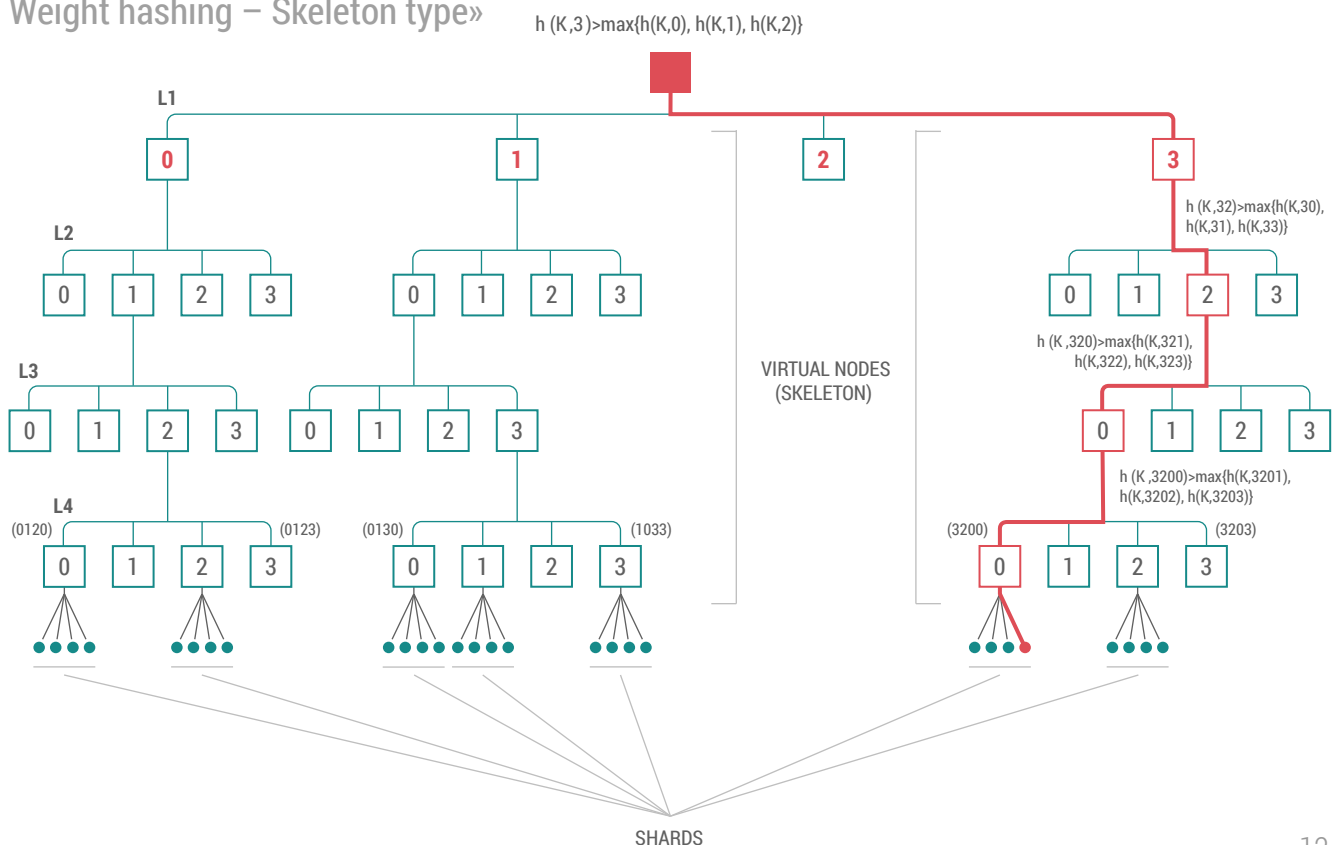 Weight hashing – Skeleton type»
h (K,3)>max{h(K,0), h(K,1), h(K,2)}
L1
0 1 2 3
h (K,32)>max{h(K,30),
h(K,31), h(K,33)}
L2
0 1 2 3 0 1 2 3 0 1 2 3
h (K,320)>max{h(K,321),
h(K,322), h(K,323)}
VIRTUAL NODES
(SKELETON)
L3
0 1 2 3 0 1 2 3 0 1 2 3
h (K,3200)>max{h(K,3201),
h(K,3202), h(K,3203)}
L4
(0120) (0123) (0130) (1033) (3200) (3203)
0 1 2 3 0 1 2 3 0 1 2 3
SHARDS